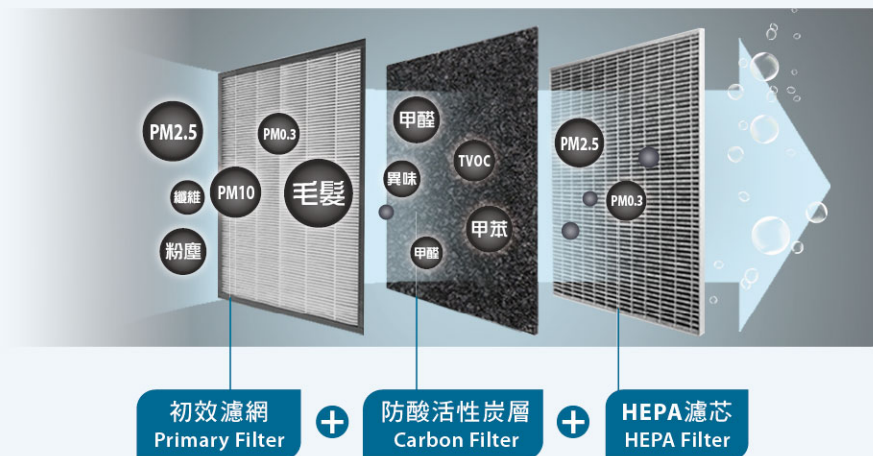 PM2.5
纖維
粉塵
PM10
PM0.3
毛髮
甲醛
異味
TVOC
甲苯
甲醛
PM2.5
PM0.3
初效濾網
Primary Filter
+
防酸活性炭層
Carbon Filter
+
HEPA濾芯
HEPA Filter